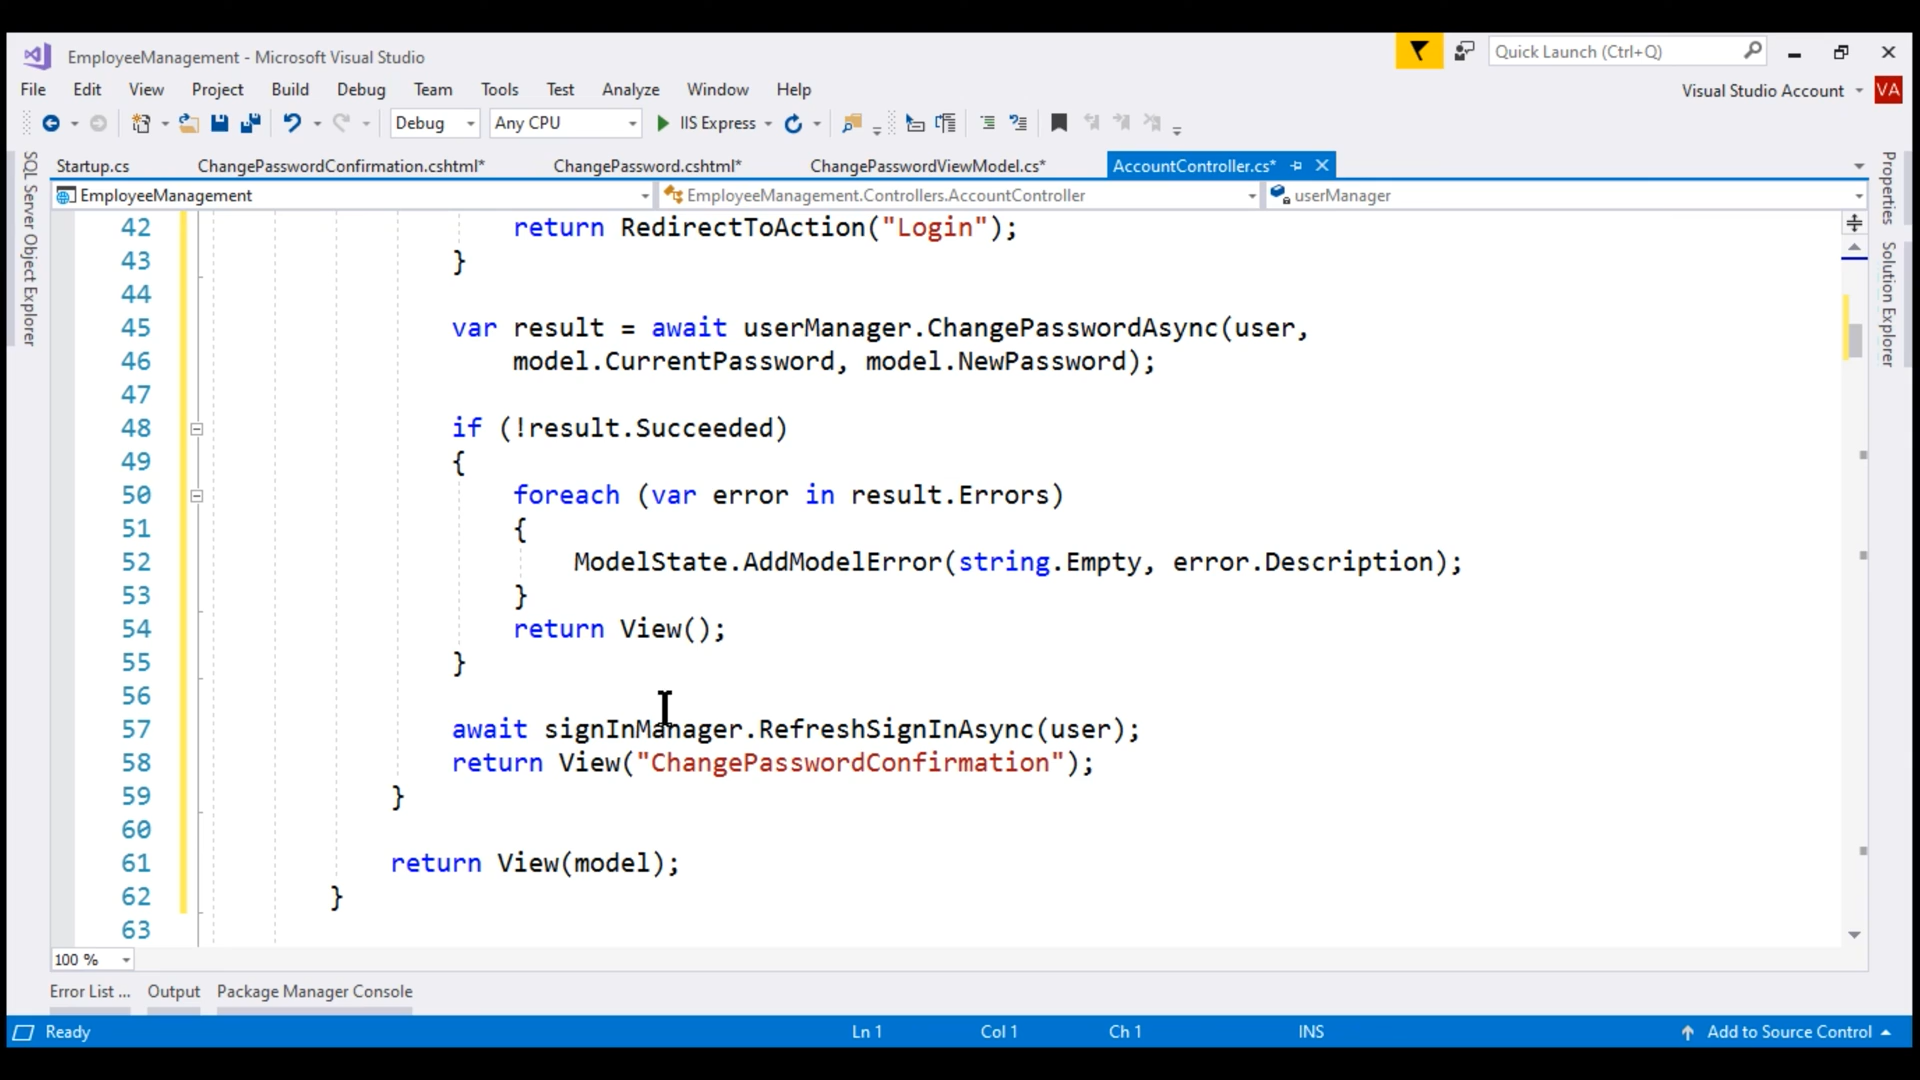 EmployeeManagement - Microsoft Visual Studio
Quick Launch (Ctrl+Q)
File Edit View Project Build Debug Team Tools Test Analyze Window Help
Visual Studio Account VA
Debug Any CPU IIS Express
SQL Server Object Explorer
Startup.cs ChangePasswordConfirmation.cshtml* ChangePassword.cshtml* ChangePasswordViewModel.cs* AccountController.cs*
EmployeeManagement EmployeeManagement.Controllers.AccountController userManager
Properties
Solution Explorer
42 return RedirectToAction("Login");
43 }
44
45 var result = await userManager.ChangePasswordAsync(user,
46 model.CurrentPassword, model.NewPassword);
47
48 if (!result.Succeeded)
49 {
50 foreach (var error in result.Errors)
51 {
52 ModelState.AddModelError(string.Empty, error.Description);
53 }
54 return View();
55 }
56
57 await signInManager.RefreshSignInAsync(user);
58 return View("ChangePasswordConfirmation");
59 }
60
61 return View(model);
62 }
63
100 %
Error List ... Output Package Manager Console
Ready Ln 1 Col 1 Ch 1 INS Add to Source Control